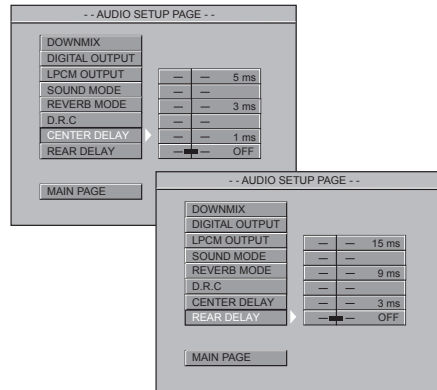 - - AUDIO SETUP PAGE - -
DOWNMIX
DIGITAL OUTPUT
LPCM OUTPUT
SOUND MODE
REVERB MODE
D.R.C
CENTER DELAY
REAR DELAY
5 ms
3 ms
1 ms
OFF
MAIN PAGE
- - AUDIO SETUP PAGE - -
DOWNMIX
DIGITAL OUTPUT
LPCM OUTPUT
SOUND MODE
REVERB MODE
D.R.C
CENTER DELAY
REAR DELAY
15 ms
9 ms
3 ms
OFF
MAIN PAGE